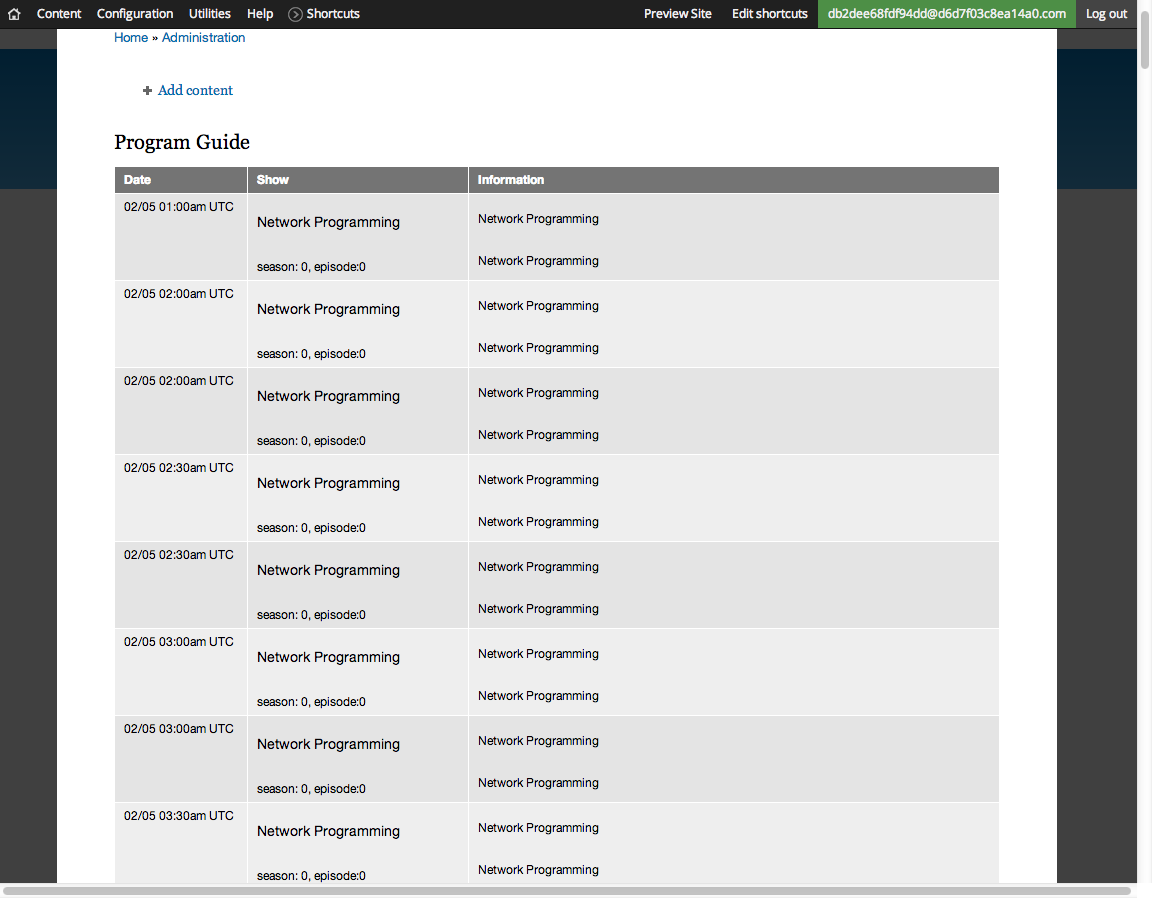 Content Configuration Utilities Help Shortcuts Preview Site Edit shortcuts db2dee68fdf94dd@d6d7f03c8ea14a0.com Log out
Home » Administration
Add content
Program Guide
Date Show Information
02/05 01:00am UTC
Network Programming
Network Programming
Network Programming
season: 0, episode:0
02/05 02:00am UTC
Network Programming
Network Programming
Network Programming
season: 0, episode:0
02/05 02:00am UTC
Network Programming
Network Programming
Network Programming
season: 0, episode:0
02/05 02:30am UTC
Network Programming
Network Programming
Network Programming
season: 0, episode:0
02/05 02:30am UTC
Network Programming
Network Programming
Network Programming
season: 0, episode:0
02/05 03:00am UTC
Network Programming
Network Programming
Network Programming
season: 0, episode:0
02/05 03:00am UTC
Network Programming
Network Programming
Network Programming
season: 0, episode:0
02/05 03:30am UTC
Network Programming
Network Programming
Network Programming
season: 0, episode:0